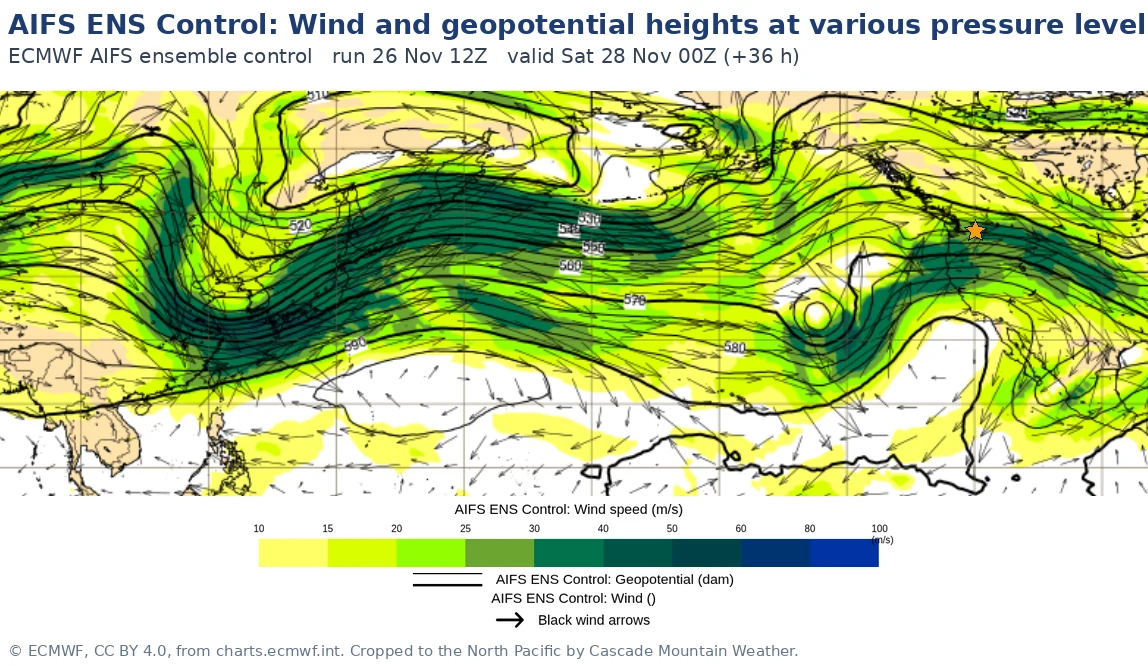 AIFS ENS Control: Wind and geopotential heights at various pressure level
ECMWF AIFS ensemble control   run 26 Nov 12Z   valid Sat 28 Nov 00Z (+36 h)
510
520
530
560
570
580
590
AIFS ENS Control: Wind speed (m/s)
10 15 20 25 30 40 50 60 80 100
(m/s)
AIFS ENS Control: Geopotential (dam)
AIFS ENS Control: Wind ()
Black wind arrows
© ECMWF, CC BY 4.0, from charts.ecmwf.int. Cropped to the North Pacific by Cascade Mountain Weather.